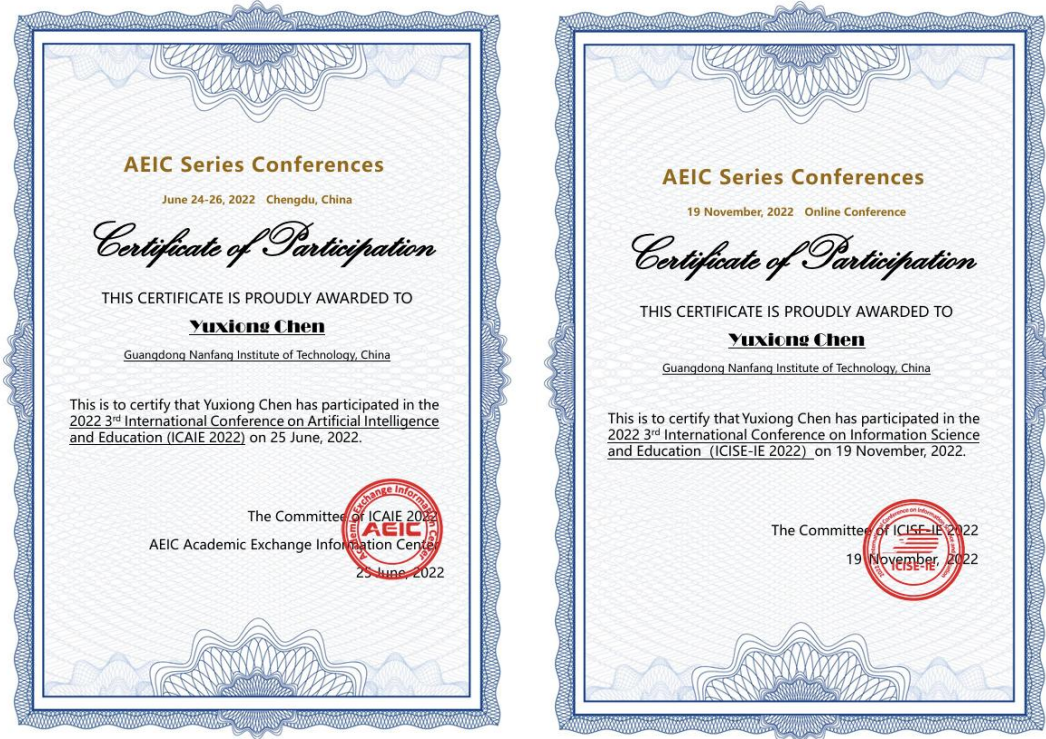 AEIC Series Conferences
June 24-26, 2022 Chengdu, China
Certificate of Participation
THIS CERTIFICATE IS PROUDLY AWARDED TO
Yuxiong Chen
Guangdong Nanfang Institute of Technology, China
This is to certify that Yuxiong Chen has participated in the
2022 3rd International Conference on Artificial Intelligence
and Education (ICAIE 2022) on 25 June, 2022.
The Committee of ICAIE 2022
AEIC Academic Exchange Information Center
25 June, 2022
Academic Exchange Information Center
AEIC
AEIC Series Conferences
19 November, 2022 Online Conference
Certificate of Participation
THIS CERTIFICATE IS PROUDLY AWARDED TO
Yuxiong Chen
Guangdong Nanfang Institute of Technology, China
This is to certify that Yuxiong Chen has participated in the
2022 3rd International Conference on Information Science
and Education (ICISE-IE 2022) on 19 November, 2022.
The Committee of ICISE-IE 2022
19 November, 2022
ICISE-IE